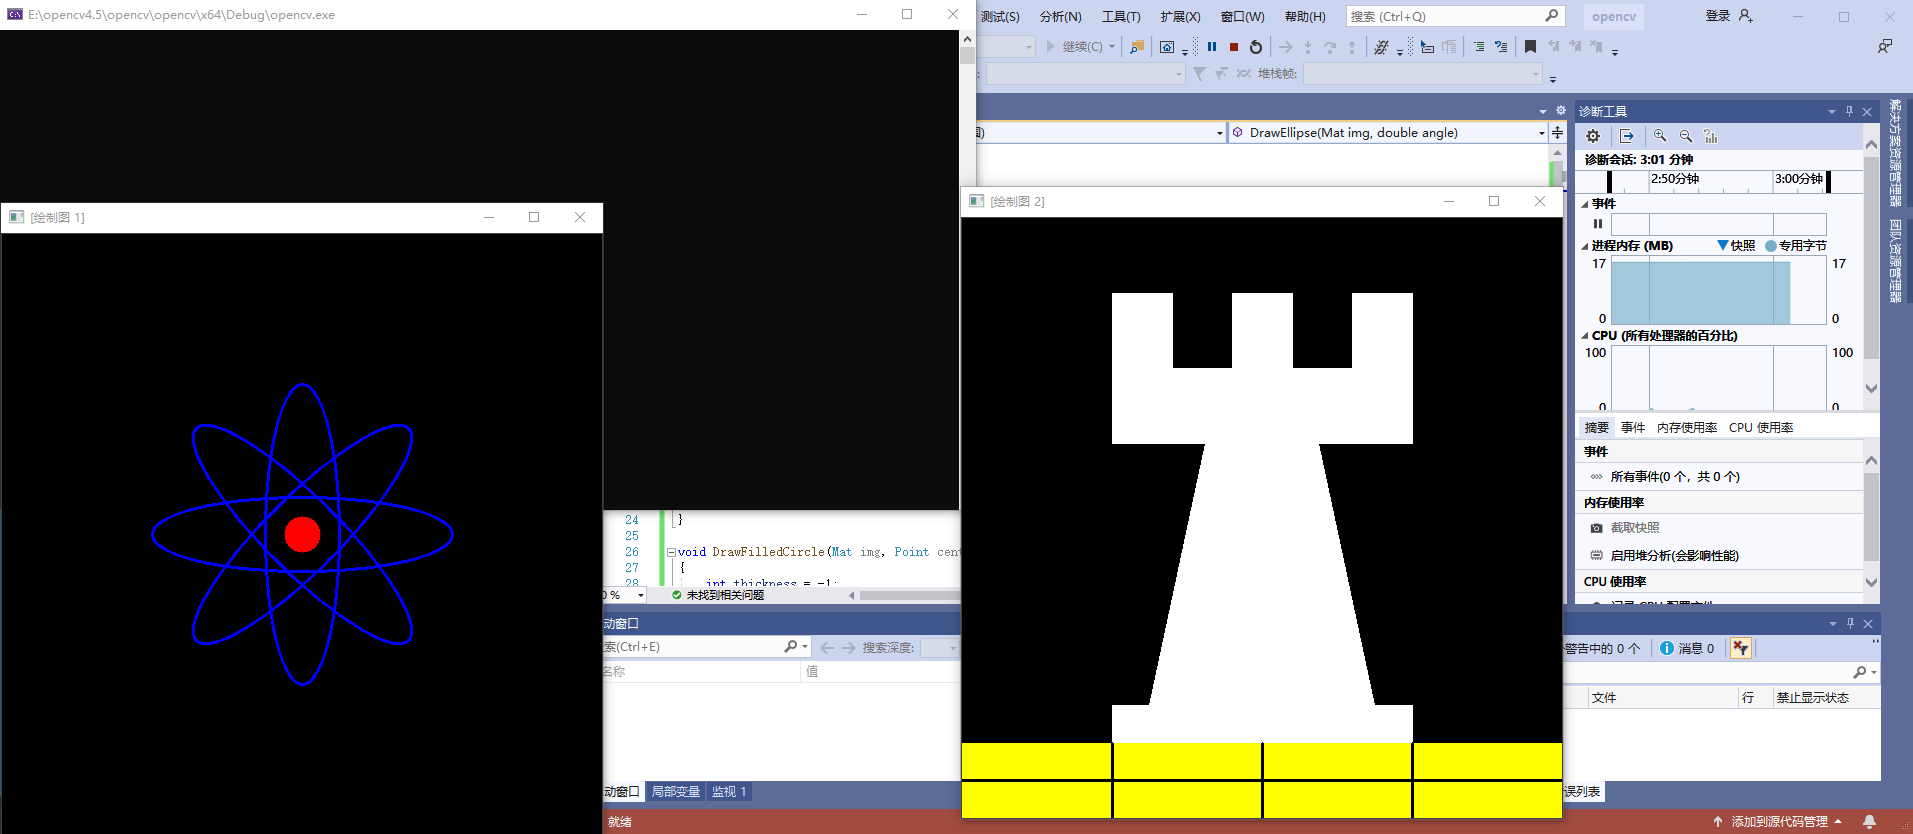 E:\opencv4.5\opencv\opencv\x64\Debug\opencv.exe
测试(S) 分析(N) 工具(T) 扩展(X) 窗口(W) 帮助(H) 搜索 (Ctrl+Q) opencv 登录
继续(C)
堆栈帧:
DrawEllipse(Mat img, double angle)
[绘制图 1]
[绘制图 2]
诊断工具
诊断会话: 3:01 分钟
2:50分钟 3:00分钟
事件
进程内存 (MB) 快照 专用字节
17 17
0 0
CPU (所有处理器的百分比)
100 100
0 0
摘要 事件 内存使用率 CPU 使用率
事件
所有事件(0 个，共 0 个)
内存使用率
截取快照
启用堆分析(会影响性能)
CPU 使用率
解决方案资源管理器
团队资源管理器
24 }
25
26 void DrawFilledCircle(Mat img, Point cent
27 {
28 int thickness = -1;
0 % 未找到相关问题
动窗口
索(Ctrl+E) 搜索深度:
名称 值
动窗口 局部变量 监视 1
警告中的 0 个 消息 0
文件 行 禁止显示状态
误列表
就绪 添加到源代码管理